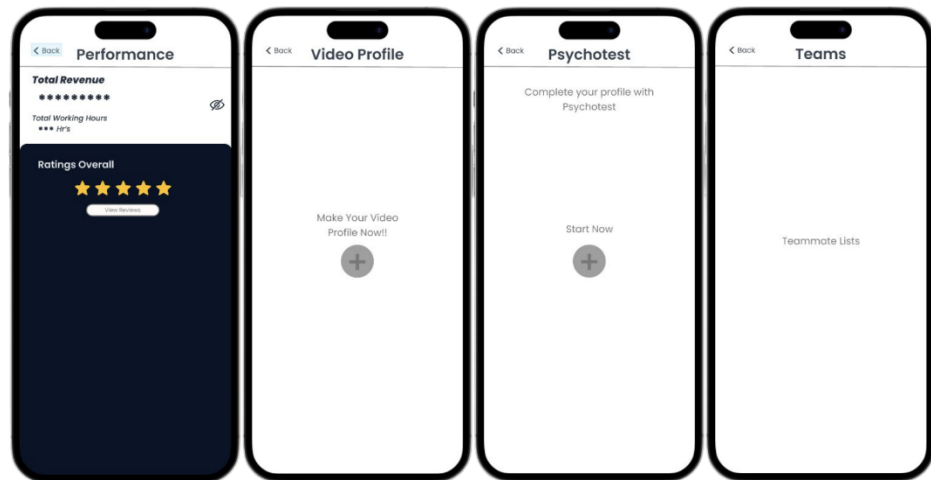 Back
Performance
Total Revenue
*********
Total Working Hours
*** Hr's
Ratings Overall
View Reviews
Back
Video Profile
Make Your Video
Profile Now!!
Back
Psychotest
Complete your profile with
Psychotest
Start Now
Back
Teams
Teammate Lists